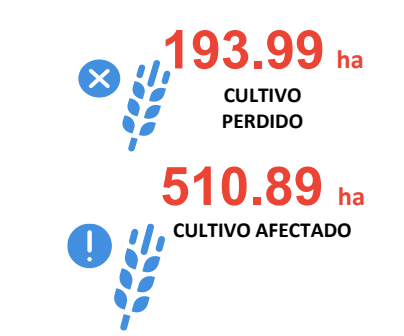 193.99 ha
CULTIVO
PERDIDO
510.89 ha
CULTIVO AFECTADO